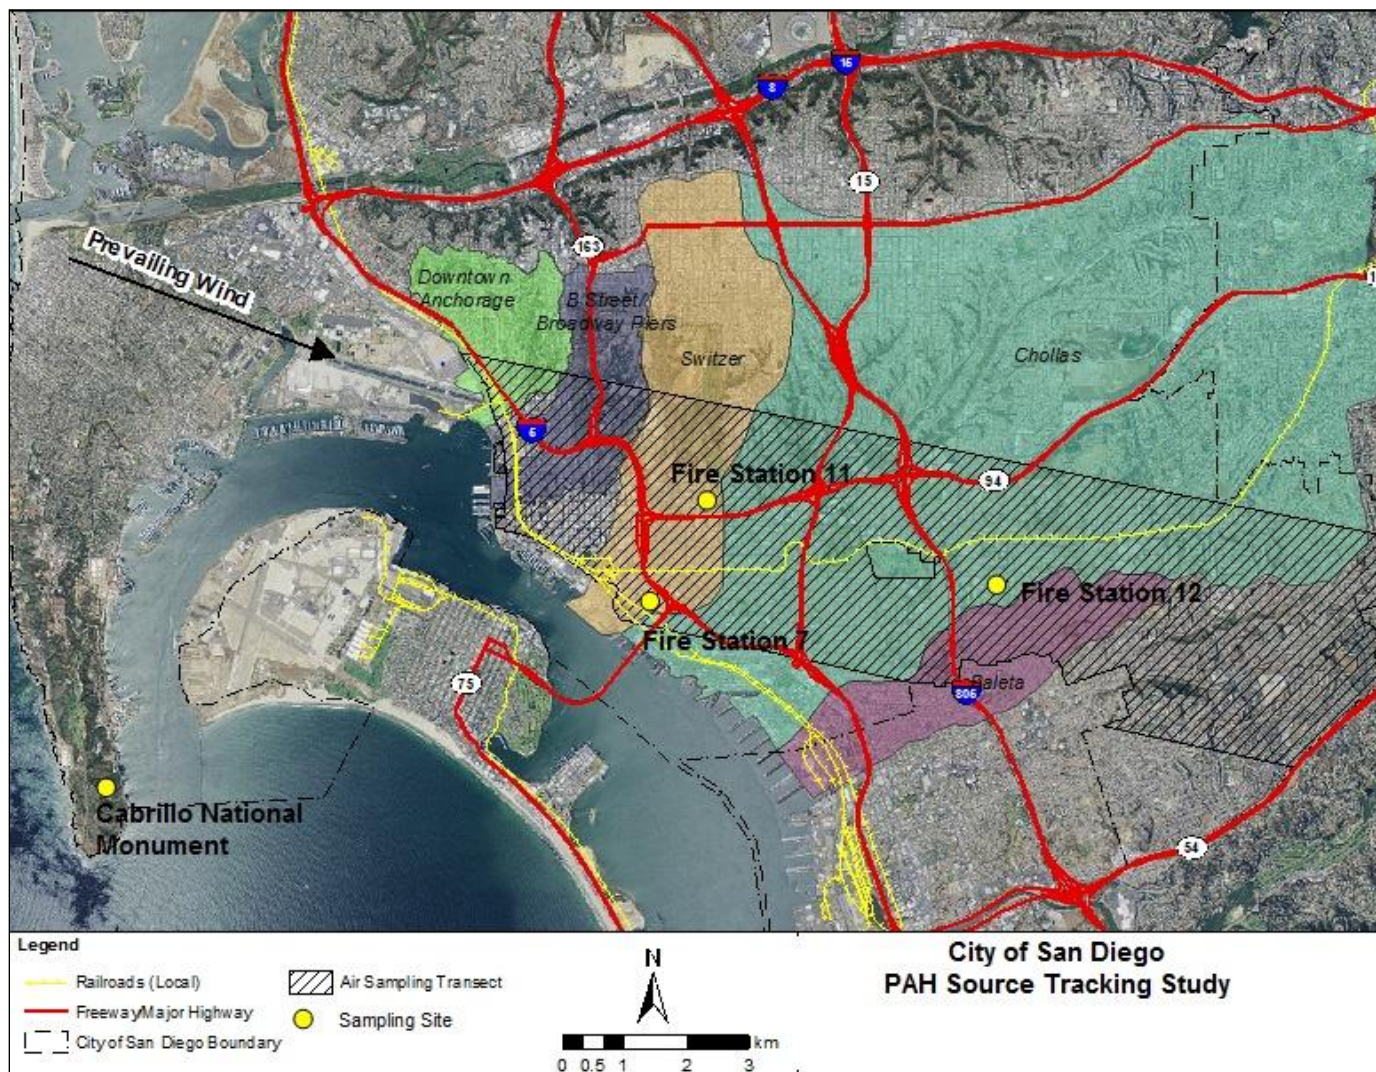 8
15
15
163
Prevailing Wind
Downtown
Anchorage
B Street/
Broadway Piers
Switzer
Chollas
5
Fire Station 11
94
Fire Station 12
Fire Station 7
75
805
Paleta
Cabrillo National
Monument
54
Legend
Railroads (Local)
Freeway/Major Highway
City of San Diego Boundary
Air Sampling Transect
Sampling Site
N
km
0 0.5 1 2 3
City of San Diego
PAH Source Tracking Study